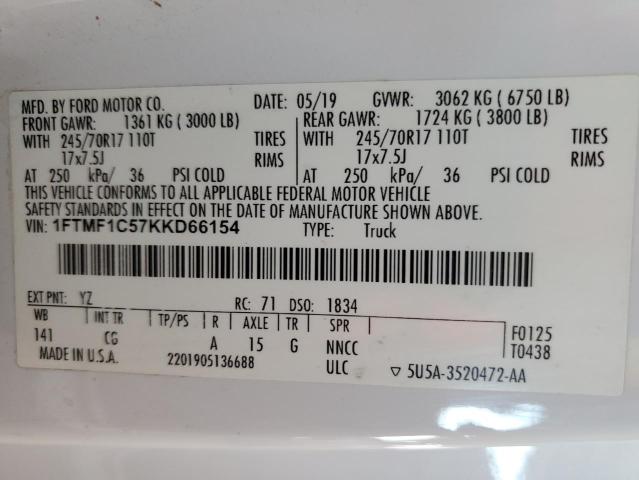 MFD. BY FORD MOTOR CO. DATE: 05/19 GVWR: 3062 KG ( 6750 LB)
FRONT GAWR: 1361 KG ( 3000 LB) REAR GAWR: 1724 KG ( 3800 LB)
WITH 245/70R17 110T TIRES WITH 245/70R17 110T TIRES
17x7.5J RIMS 17x7.5J RIMS
AT 250 kPa/ 36 PSI COLD AT 250 kPa/ 36 PSI COLD
THIS VEHICLE CONFORMS TO ALL APPLICABLE FEDERAL MOTOR VEHICLE
SAFETY STANDARDS IN EFFECT ON THE DATE OF MANUFACTURE SHOWN ABOVE.
VIN: 1FTMF1C57KKD66154 TYPE: Truck
EXT PNT: YZ RC: 71 DSO: 1834
WB INT TR TP/PS R AXLE TR SPR F0125
141 CG A 15 G NNCC T0438
MADE IN U.S.A. 2201905136688 ULC ▽ 5U5A-3520472-AA